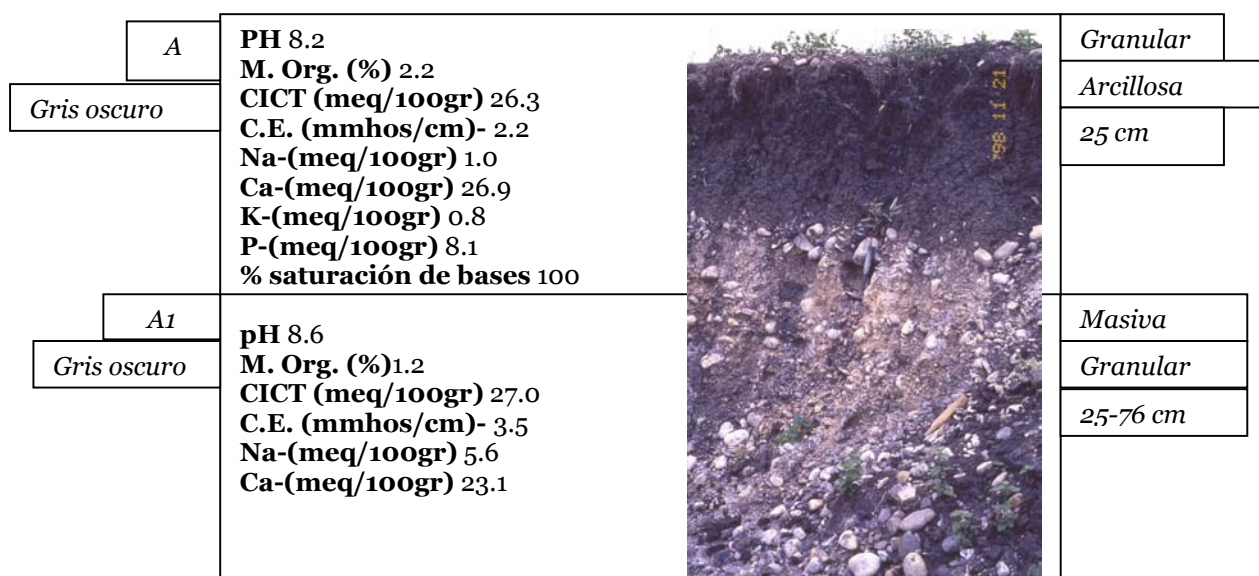 A
Gris oscuro
PH 8.2
M. Org. (%) 2.2
CICT (meq/100gr) 26.3
C.E. (mmhos/cm)- 2.2
Na-(meq/100gr) 1.0
Ca-(meq/100gr) 26.9
K-(meq/100gr) 0.8
P-(meq/100gr) 8.1
% saturación de bases 100
Granular
Arcillosa
25 cm
'98 11 21
A1
Gris oscuro
pH 8.6
M. Org. (%)1.2
CICT (meq/100gr) 27.0
C.E. (mmhos/cm)- 3.5
Na-(meq/100gr) 5.6
Ca-(meq/100gr) 23.1
Masiva
Granular
25-76 cm